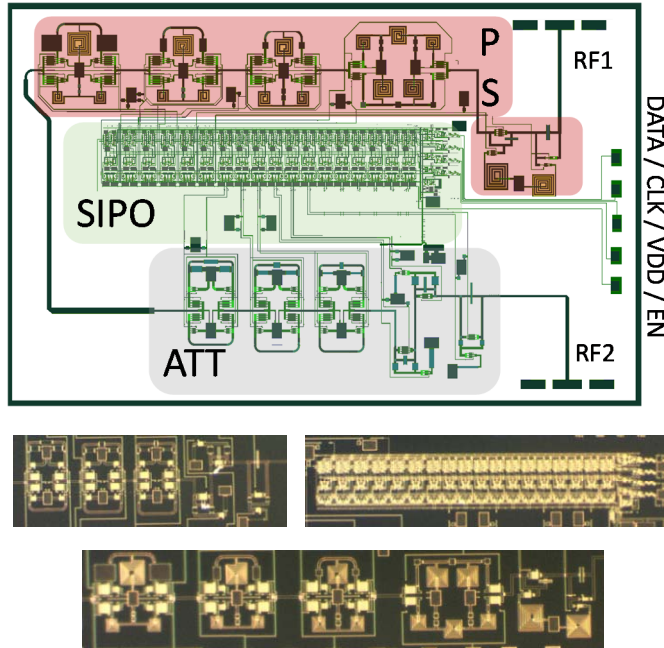 P
S
RF1
SIPO
DATA / CLK / VDD / EN
ATT
RF2